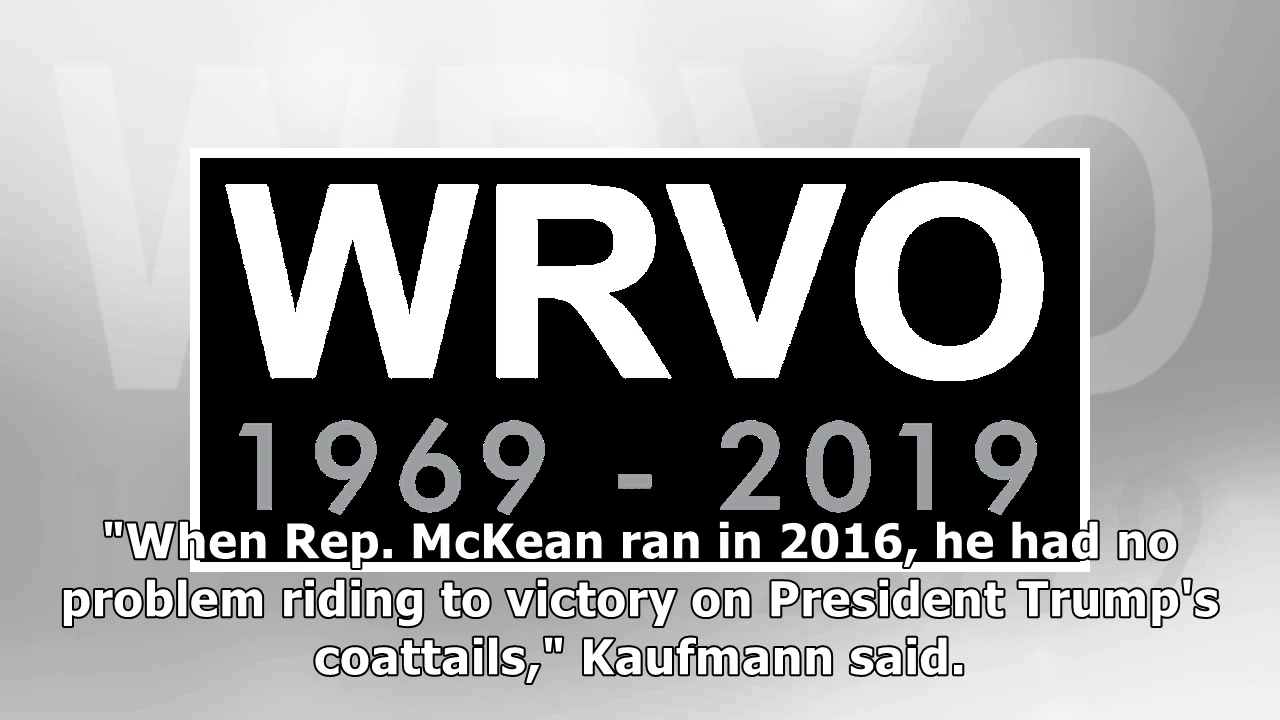 WRVO
1969 - 2019
"When Rep. McKean ran in 2016, he had no
problem riding to victory on President Trump's
coattails," Kaufmann said.